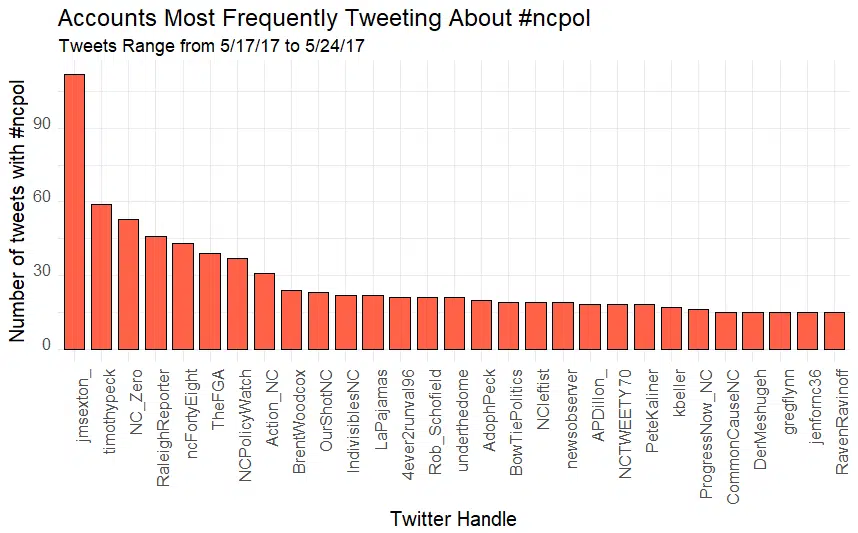 Accounts Most Frequently Tweeting About #ncpol
Tweets Range from 5/17/17 to 5/24/17
Number of tweets with #ncpol
90
60
30
0
jmsexton_
timothypeck
NC_Zero
RaleighReporter
ncFortyEight
TheFGA
NCPolicyWatch
Action_NC
BrentWoodcox
OurShotNC
IndivisiblesNC
LaPajamas
4ever2runval96
Rob_Schofield
underthedome
AdophPeck
BowTiePolitics
NCleftist
newsobserver
APDillon_
NCTWEETY70
PeteKaliner
kbeller
ProgressNow_NC
CommonCauseNC
DerMeshugeh
gregflynn
jenfornc36
RavenRavinoff
Twitter Handle